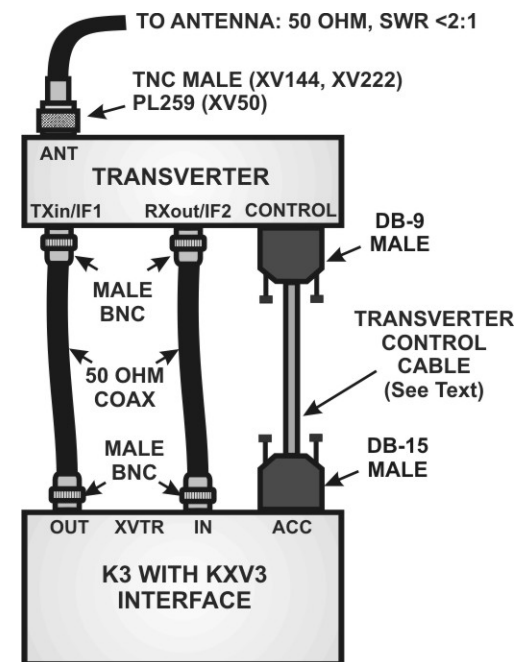 TO ANTENNA: 50 OHM, SWR <2:1
TNC MALE (XV144, XV222)
PL259 (XV50)
ANT
TRANSVERTER
TXin/IF1 RXout/IF2 CONTROL
DB-9
MALE
MALE
BNC
TRANSVERTER
CONTROL
CABLE
(See Text)
50 OHM
COAX
MALE
BNC
DB-15
MALE
OUT XVTR IN ACC
K3 WITH KXV3
INTERFACE